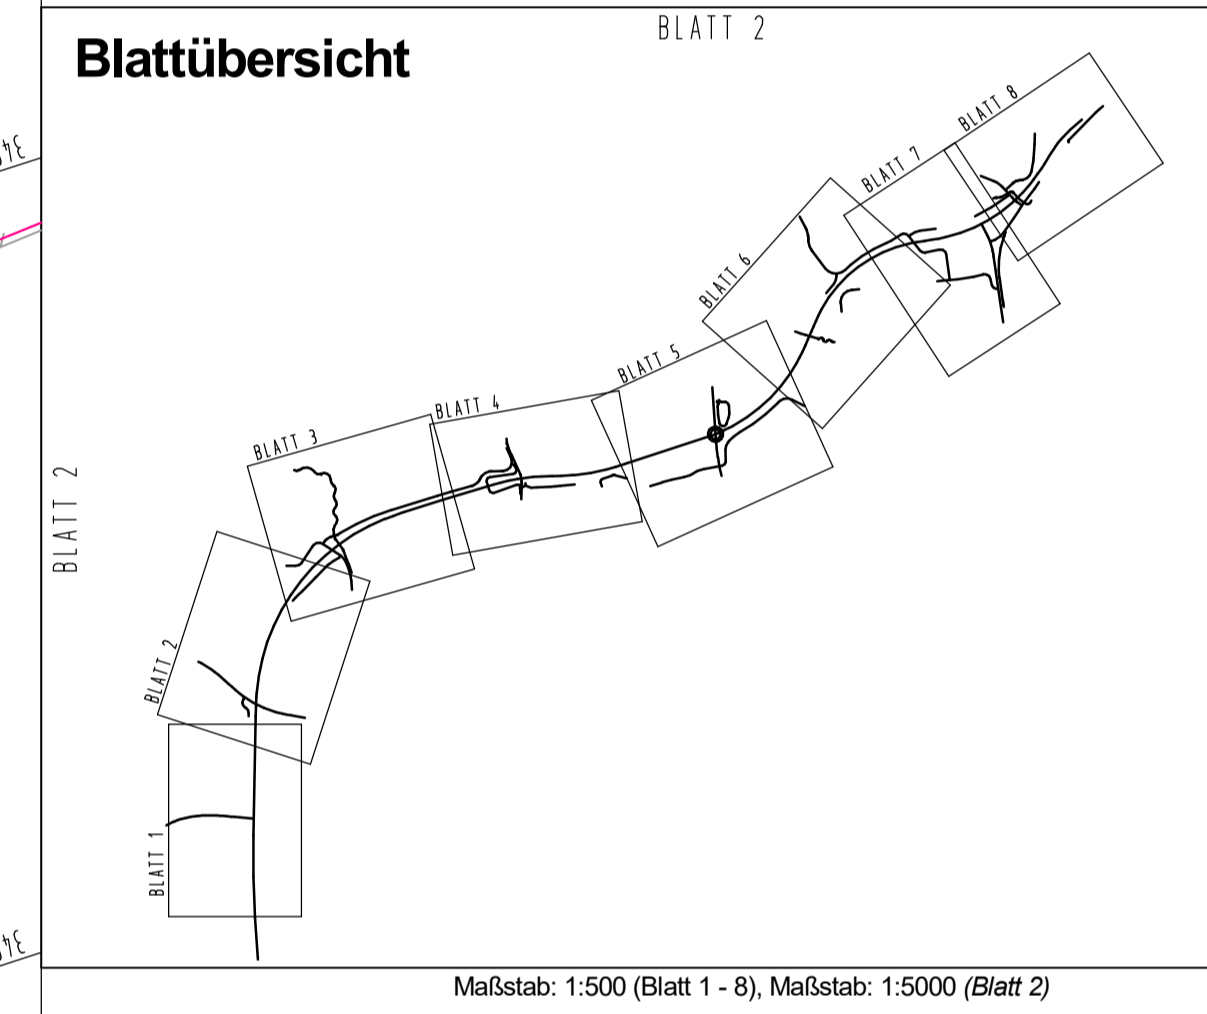 BLATT 2
Blattübersicht
BLATT 8
BLATT 7
BLATT 6
BLATT 5
BLATT 4
BLATT 3
BLATT 2
BLATT 2
BLATT 1
Maßstab: 1:500 (Blatt 1 - 8), Maßstab: 1:5000 (Blatt 2)